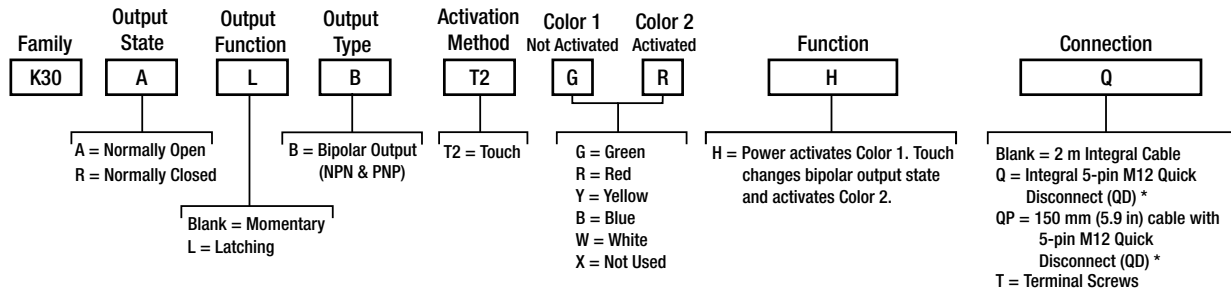 Family
Output State
Output Function
Output Type
Activation Method
Color 1
Not Activated
Color 2
Activated
Function
Connection
K30
A
L
B
T2
G
R
H
Q
A = Normally Open
R = Normally Closed
Blank = Momentary
L = Latching
B = Bipolar Output
(NPN & PNP)
T2 = Touch
G = Green
R = Red
Y = Yellow
B = Blue
W = White
X = Not Used
H = Power activates Color 1. Touch
changes bipolar output state
and activates Color 2.
Blank = 2 m Integral Cable
Q = Integral 5-pin M12 Quick
Disconnect (QD) *
QP = 150 mm (5.9 in) cable with
5-pin M12 Quick
Disconnect (QD) *
T = Terminal Screws